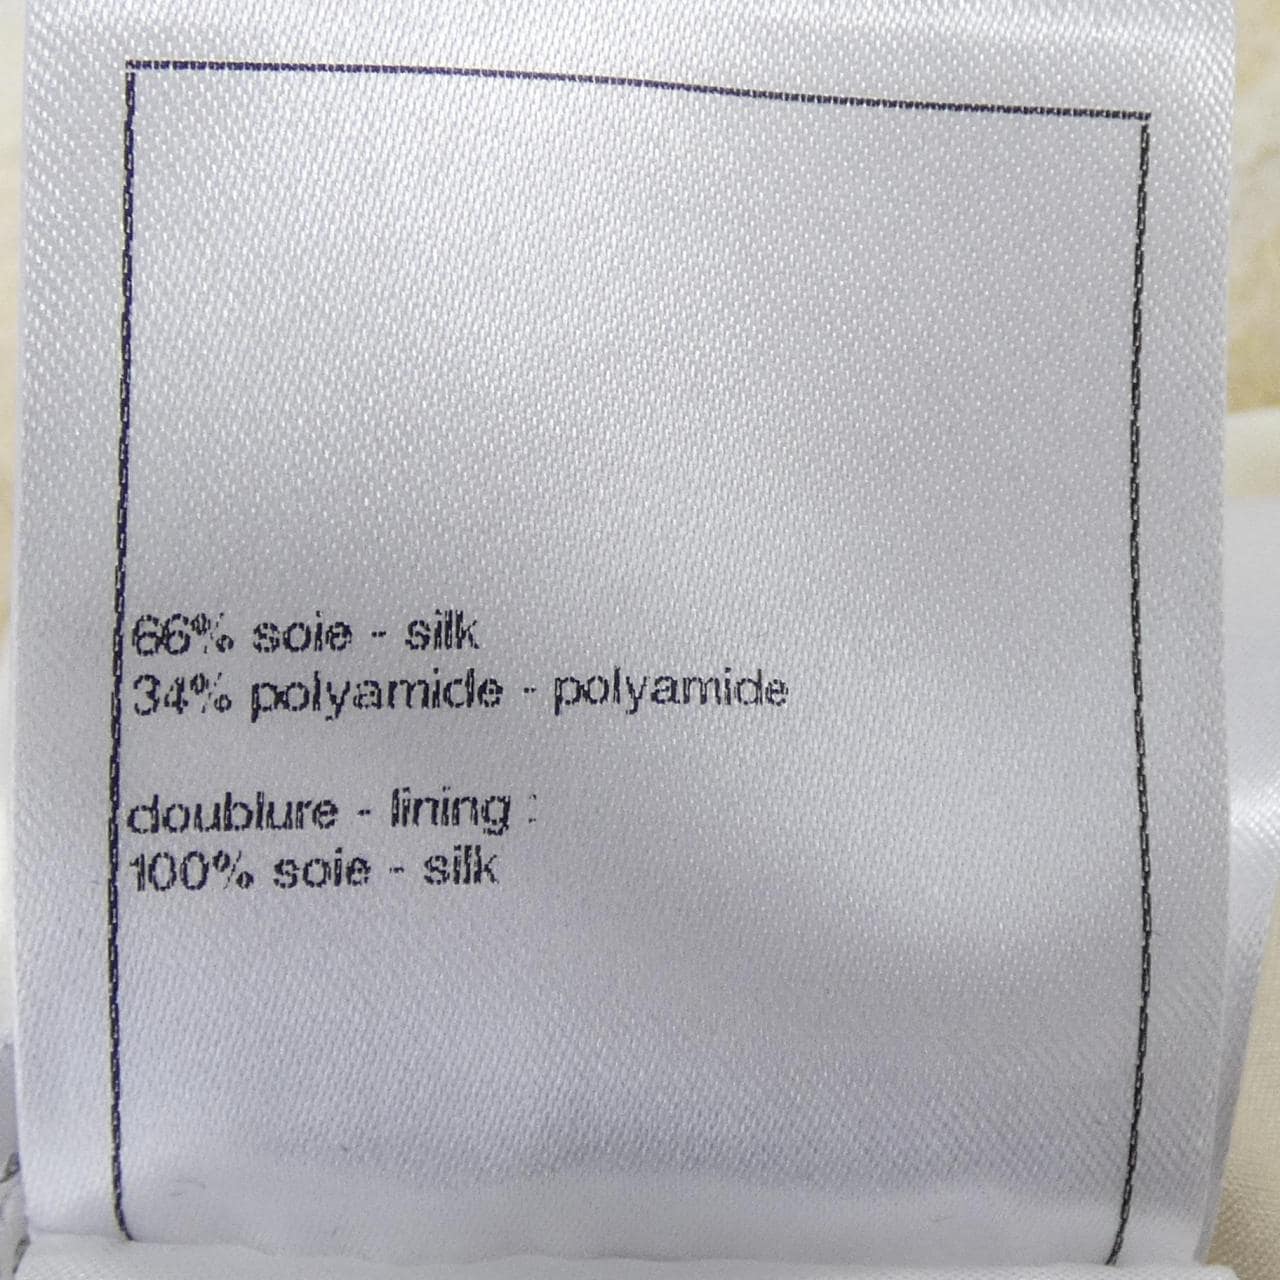 66% soie - silk
34% polyamide - polyamide
doublure - lining :
100% soie - silk